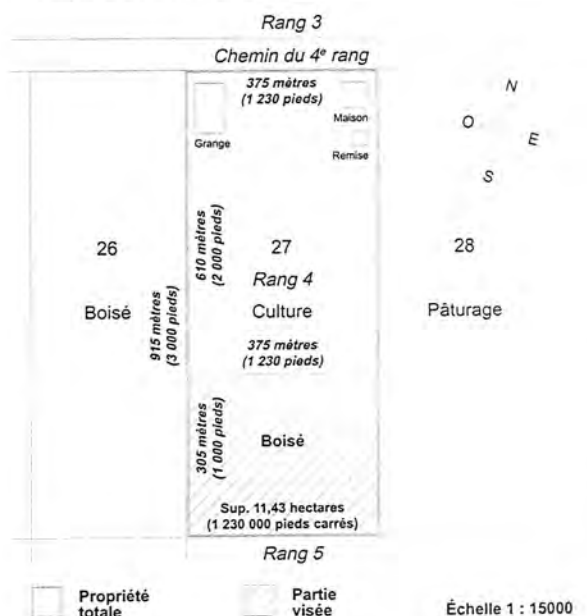 Rang 3
Chemin du 4e rang
375 mètres
(1 230 pieds)
N
O
E
S
Grange
Maison
Remise
610 mètres
(2 000 pieds)
26
27
28
Rang 4
Boisé
Culture
Pâturage
915 mètres
(3 000 pieds)
375 mètres
(1 230 pieds)
305 mètres
(1 000 pieds)
Boisé
Sup. 11,43 hectares
(1 230 000 pieds carrés)
Rang 5
Propriété
totale
Partie
visée
Échelle 1 : 15000